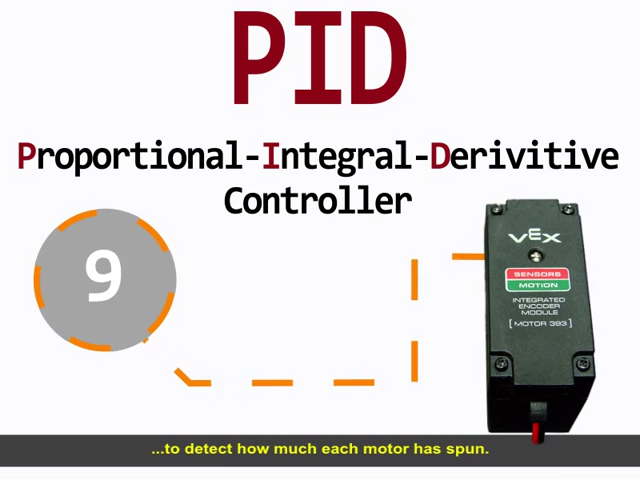 PID
Proportional-Integral-Derivitive
Controller
9
VEX
SENSORS
MOTION
INTEGRATED
ENCODER
MODULE
[ MOTOR 393 ]
...to detect how much each motor has spun.